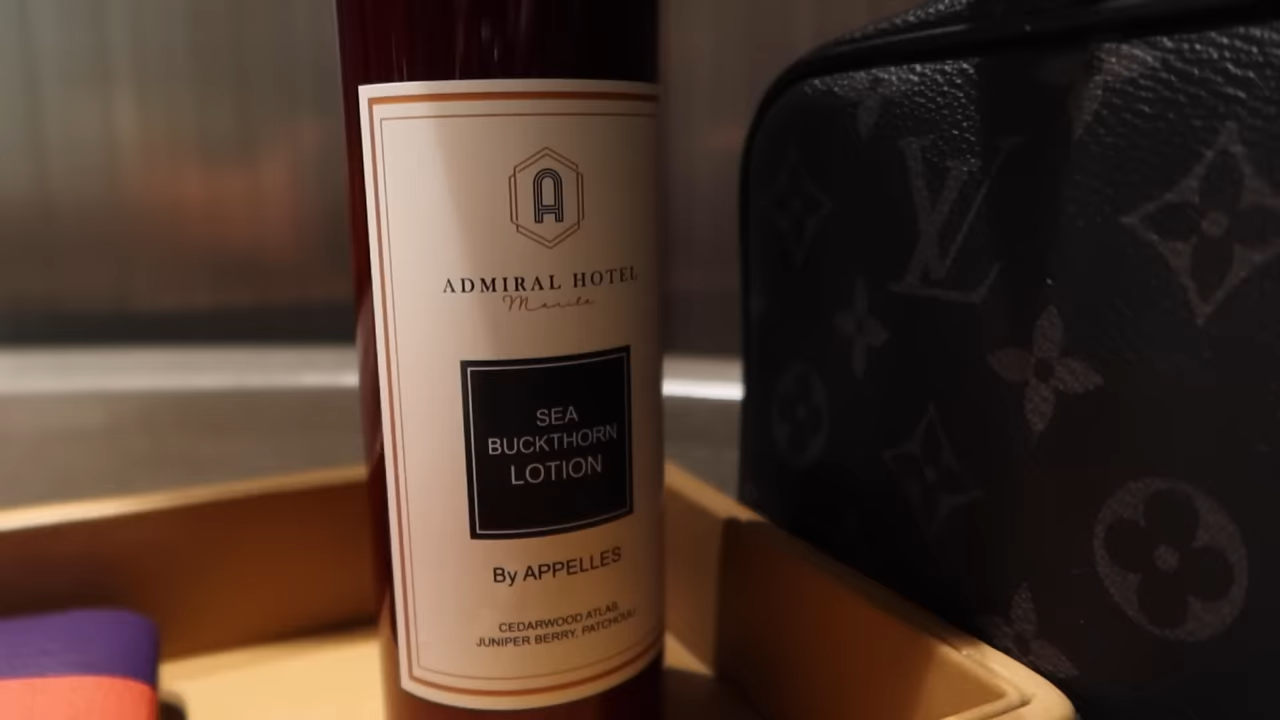 A
ADMIRAL HOTEL
Manila
SEA
BUCKTHORN
LOTION
By APPELLES
CEDARWOOD ATLAS,
JUNIPER BERRY, PATCHOULI
LV